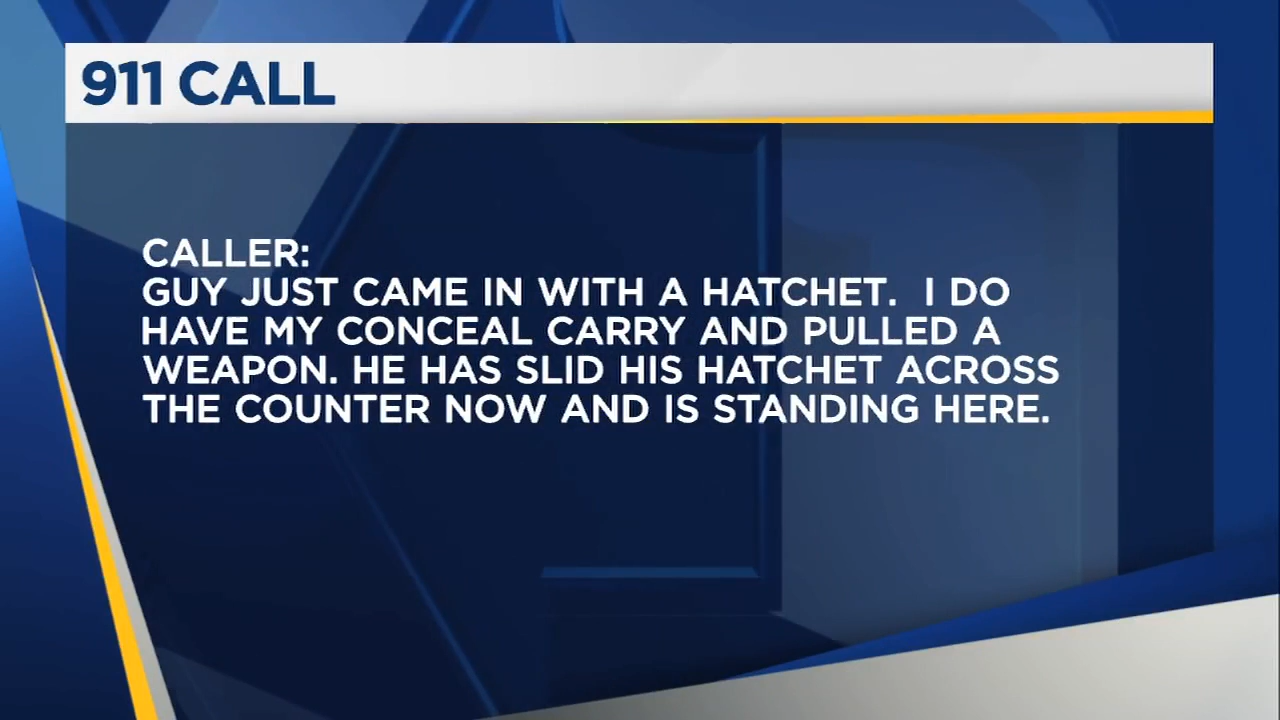 911 CALL
CALLER:
GUY JUST CAME IN WITH A HATCHET.  I DO
HAVE MY CONCEAL CARRY AND PULLED A
WEAPON. HE HAS SLID HIS HATCHET ACROSS
THE COUNTER NOW AND IS STANDING HERE.